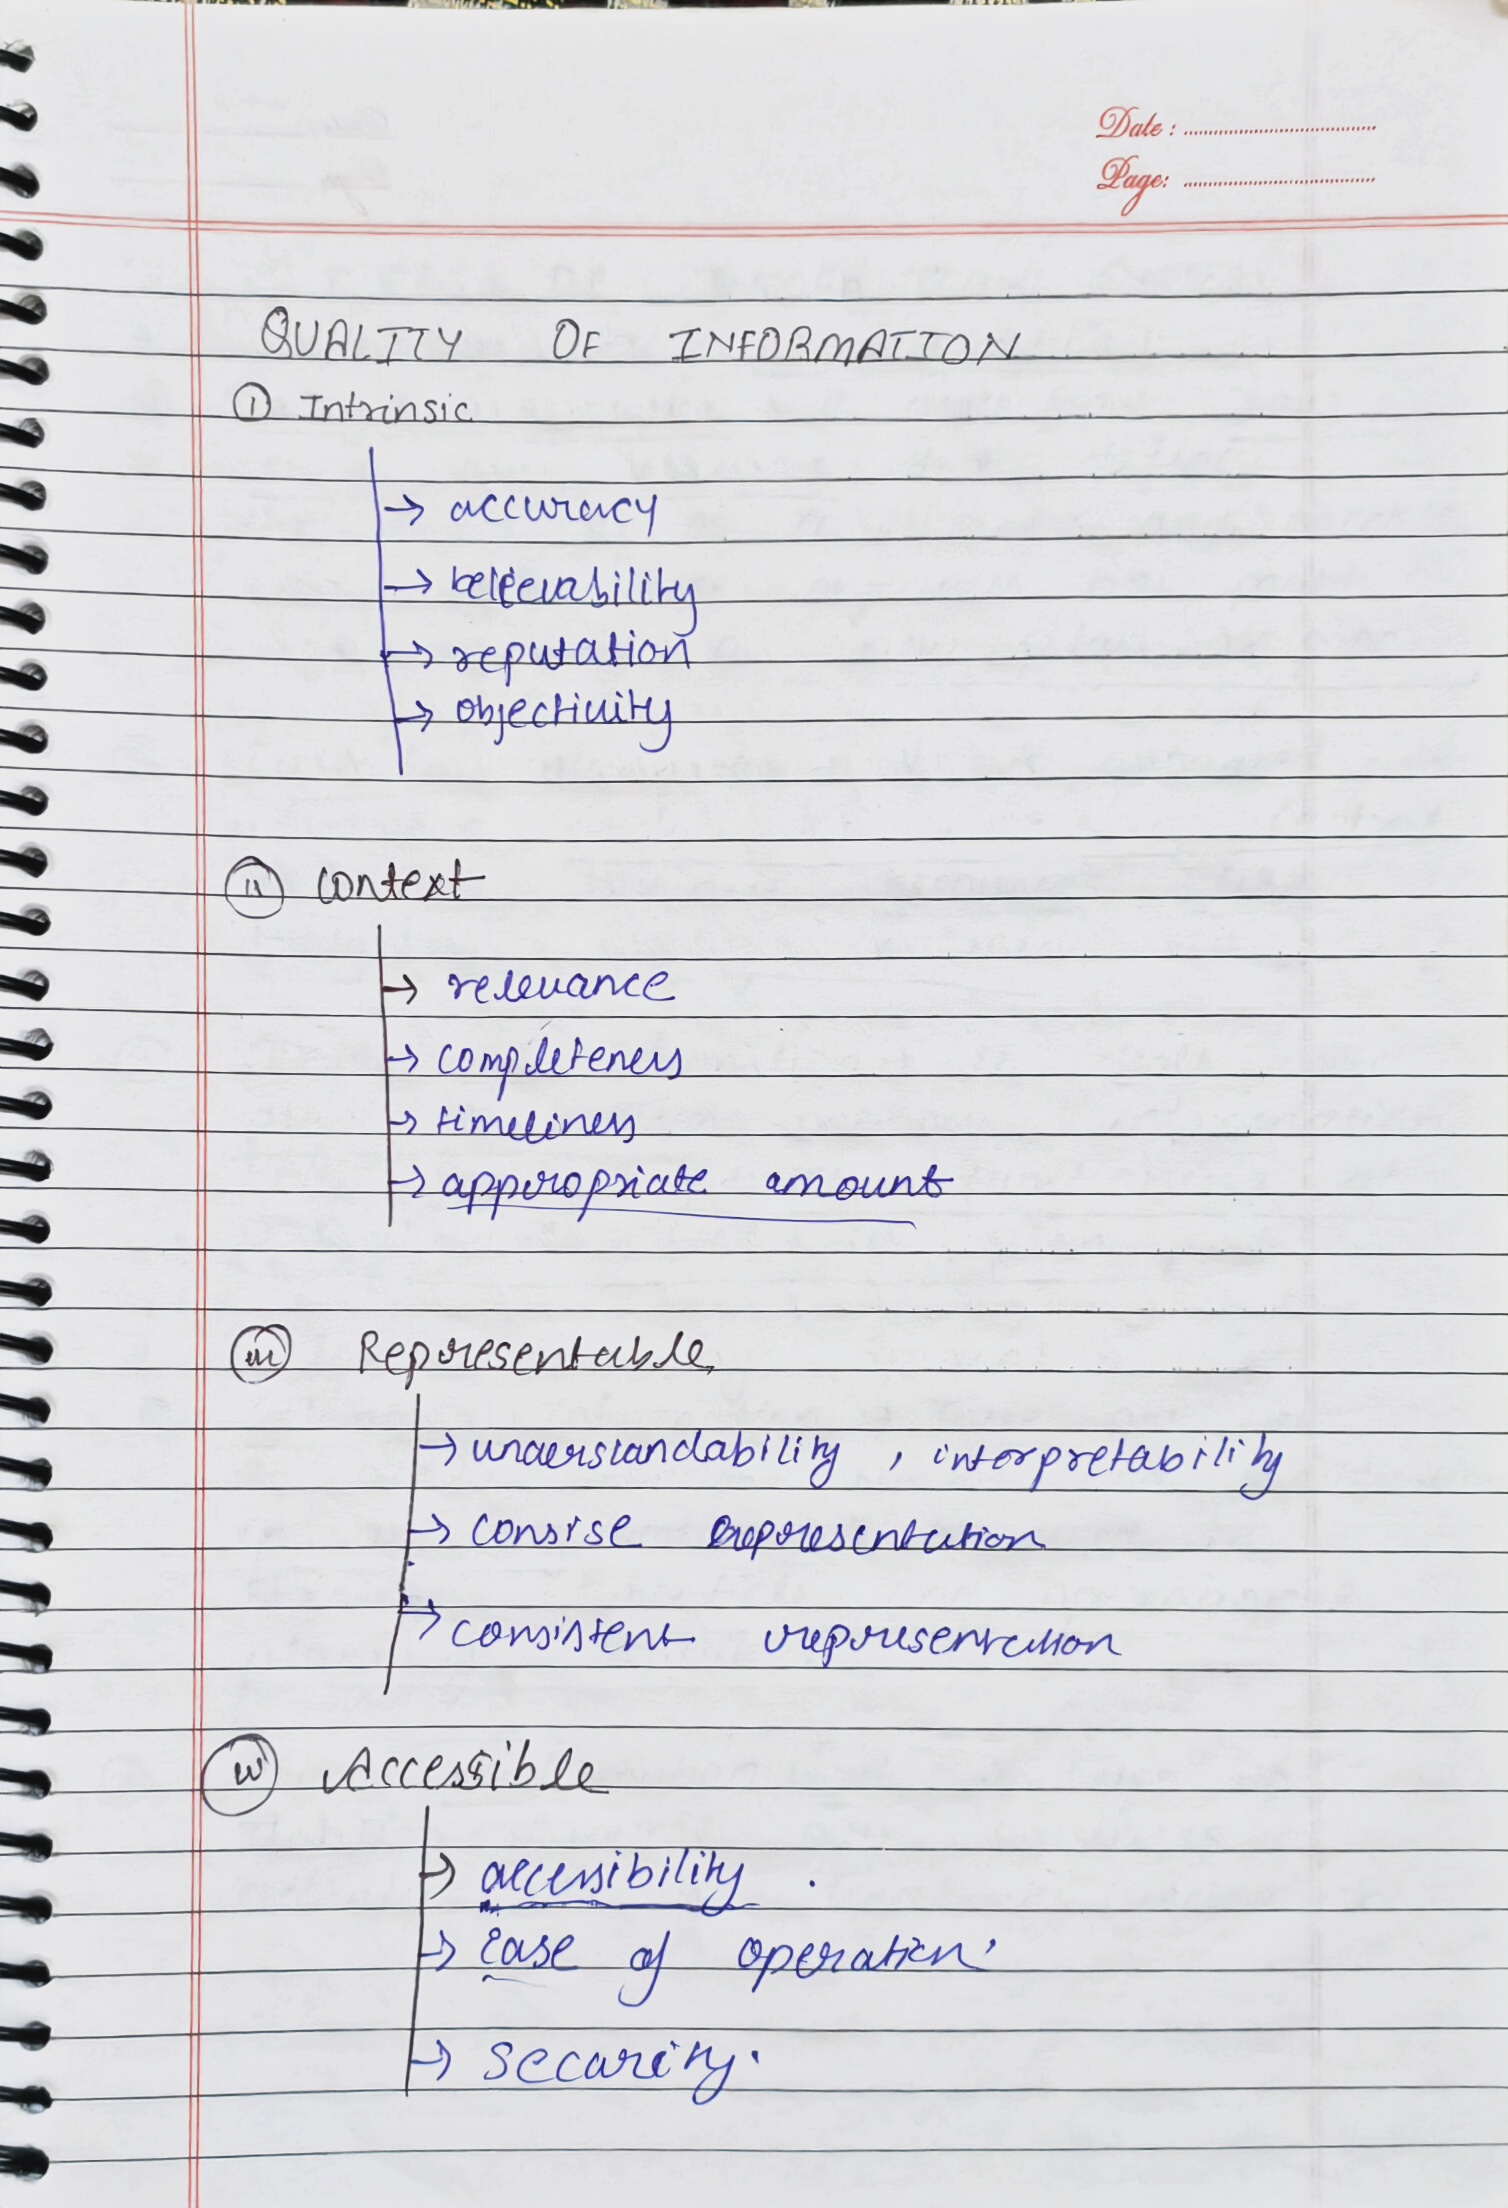 Date :
Page:
QUALITY OF INFORMATION
(i) Intrinsic
→ accuracy
→ believability
→ reputation
→ objectivity
(ii) Context
→ relevance
→ completeness
→ timeliness
→ appropriate amount
(iii) Representable
→ understandability , interpretability
→ consise representation
→ consistent representation
(iv) Accessible
→ accessibility .
→ Ease of operation.
→ Security.